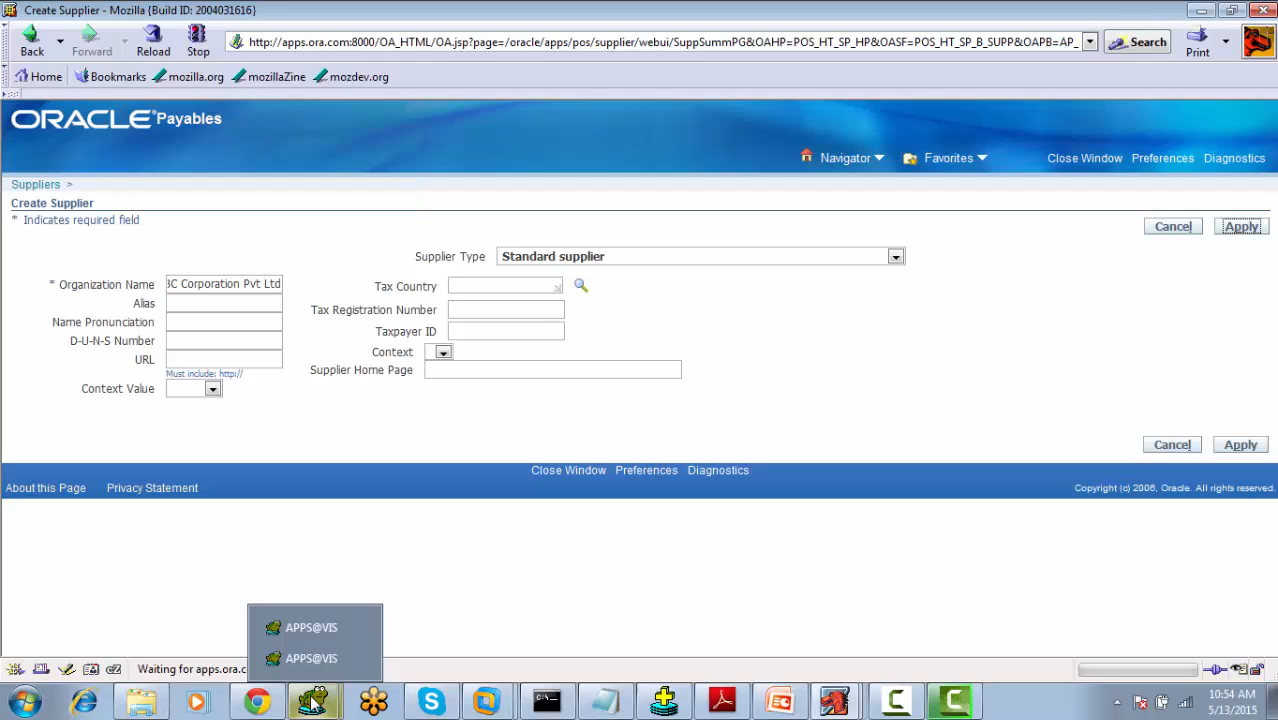 Create Supplier - Mozilla {Build ID: 2004031616}
Back
Forward
Reload
Stop
http://apps.ora.com:8000/OA_HTML/OA.jsp?page=/oracle/apps/pos/supplier/webui/SuppSummPG&OAHP=POS_HT_SP_HP&OASF=POS_HT_SP_B_SUPP&OAPB=AP_
Search
Print
Home
Bookmarks
mozilla.org
mozillaZine
mozdev.org
ORACLE Payables
Navigator
Favorites
Close Window
Preferences
Diagnostics
Suppliers >
Create Supplier
* Indicates required field
Cancel
Apply
Supplier Type
Standard supplier
* Organization Name
BC Corporation Pvt Ltd
Alias
Name Pronunciation
D-U-N-S Number
URL
Must include: http://
Context Value
Tax Country
Tax Registration Number
Taxpayer ID
Context
Supplier Home Page
Cancel
Apply
Close Window Preferences Diagnostics
About this Page Privacy Statement
Copyright (c) 2006, Oracle. All rights reserved.
APPS@VIS
APPS@VIS
Waiting for apps.ora.c
10:54 AM
5/13/2015